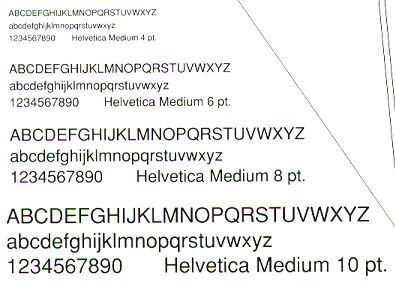 ABCDEFGHIJKLMNOPQRSTUVWXYZ
abcdefghijklmnopqrstuvwxyz
1234567890 Helvetica Medium 4 pt.
ABCDEFGHIJKLMNOPQRSTUVWXYZ
abcdefghijklmnopqrstuvwxyz
1234567890 Helvetica Medium 6 pt.
ABCDEFGHIJKLMNOPQRSTUVWXYZ
abcdefghijklmnopqrstuvwxyz
1234567890 Helvetica Medium 8 pt.
ABCDEFGHIJKLMNOPQRSTUVWXYZ
abcdefghijklmnopqrstuvwxyz
1234567890 Helvetica Medium 10 pt.